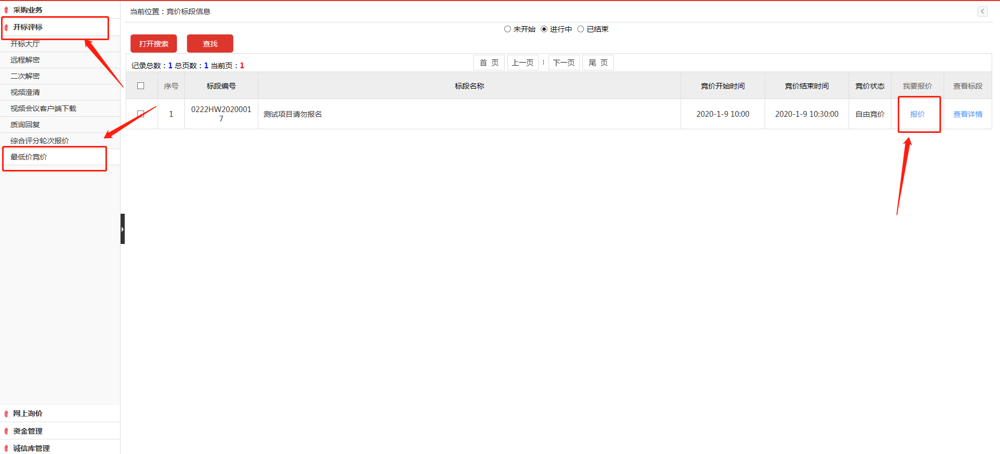 采购业务
开标评标
开标大厅
远程解密
二次解密
视频澄清
视频会议客户端下载
质询回复
综合评分轮次报价
最低价竞价
网上询价
资金管理
诚信库管理
当前位置：竞价标段信息
未开始 进行中 已结束
打开搜索 查找
记录总数：1 总页数：1 当前页：1
首 页 上一页 下一页 尾 页
序号 标段编号 标段名称 竞价开始时间 竞价结束时间 竞价状态 我要报价 查看标段
1 0222HW2020001
7 测试项目请勿报名 2020-1-9 10:00 2020-1-9 10:30:00 自由竞价 报价 查看详情